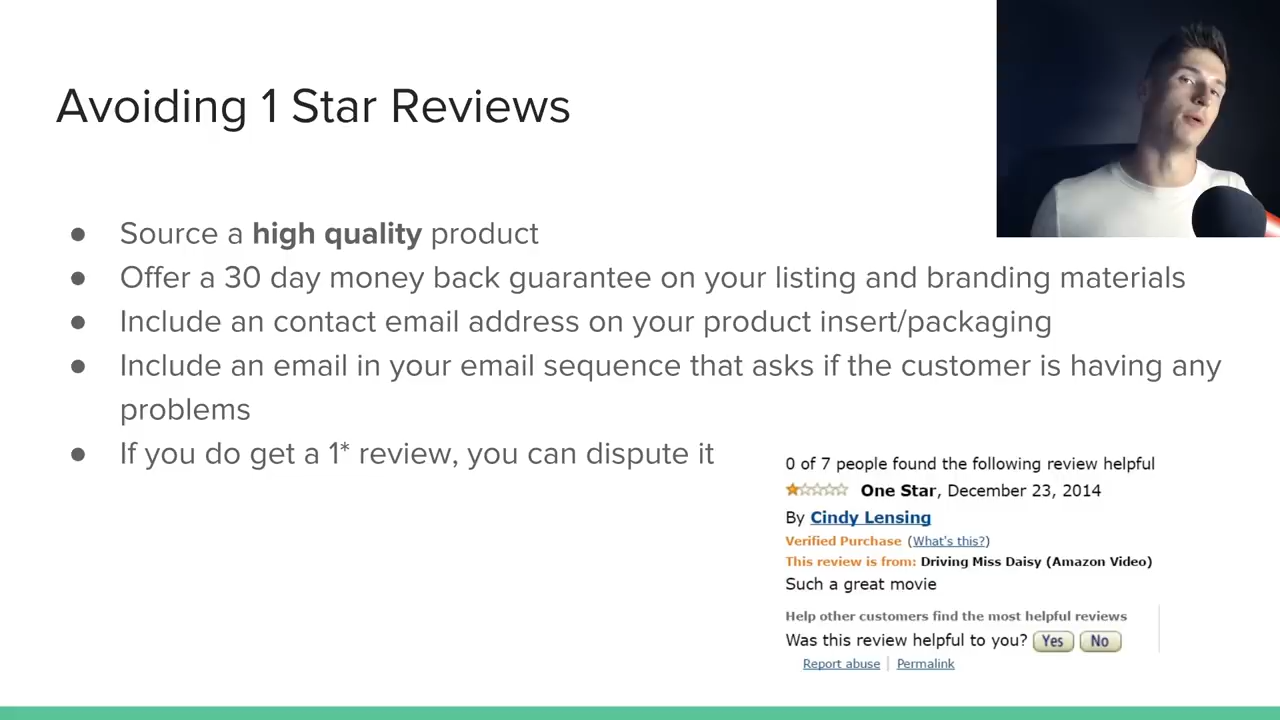 Avoiding 1 Star Reviews
● Source a high quality product
● Offer a 30 day money back guarantee on your listing and branding materials
● Include an contact email address on your product insert/packaging
● Include an email in your email sequence that asks if the customer is having any
problems
● If you do get a 1* review, you can dispute it
0 of 7 people found the following review helpful
One Star, December 23, 2014
By Cindy Lensing
Verified Purchase (What's this?)
This review is from: Driving Miss Daisy (Amazon Video)
Such a great movie
Help other customers find the most helpful reviews
Was this review helpful to you? Yes No
Report abuse | Permalink